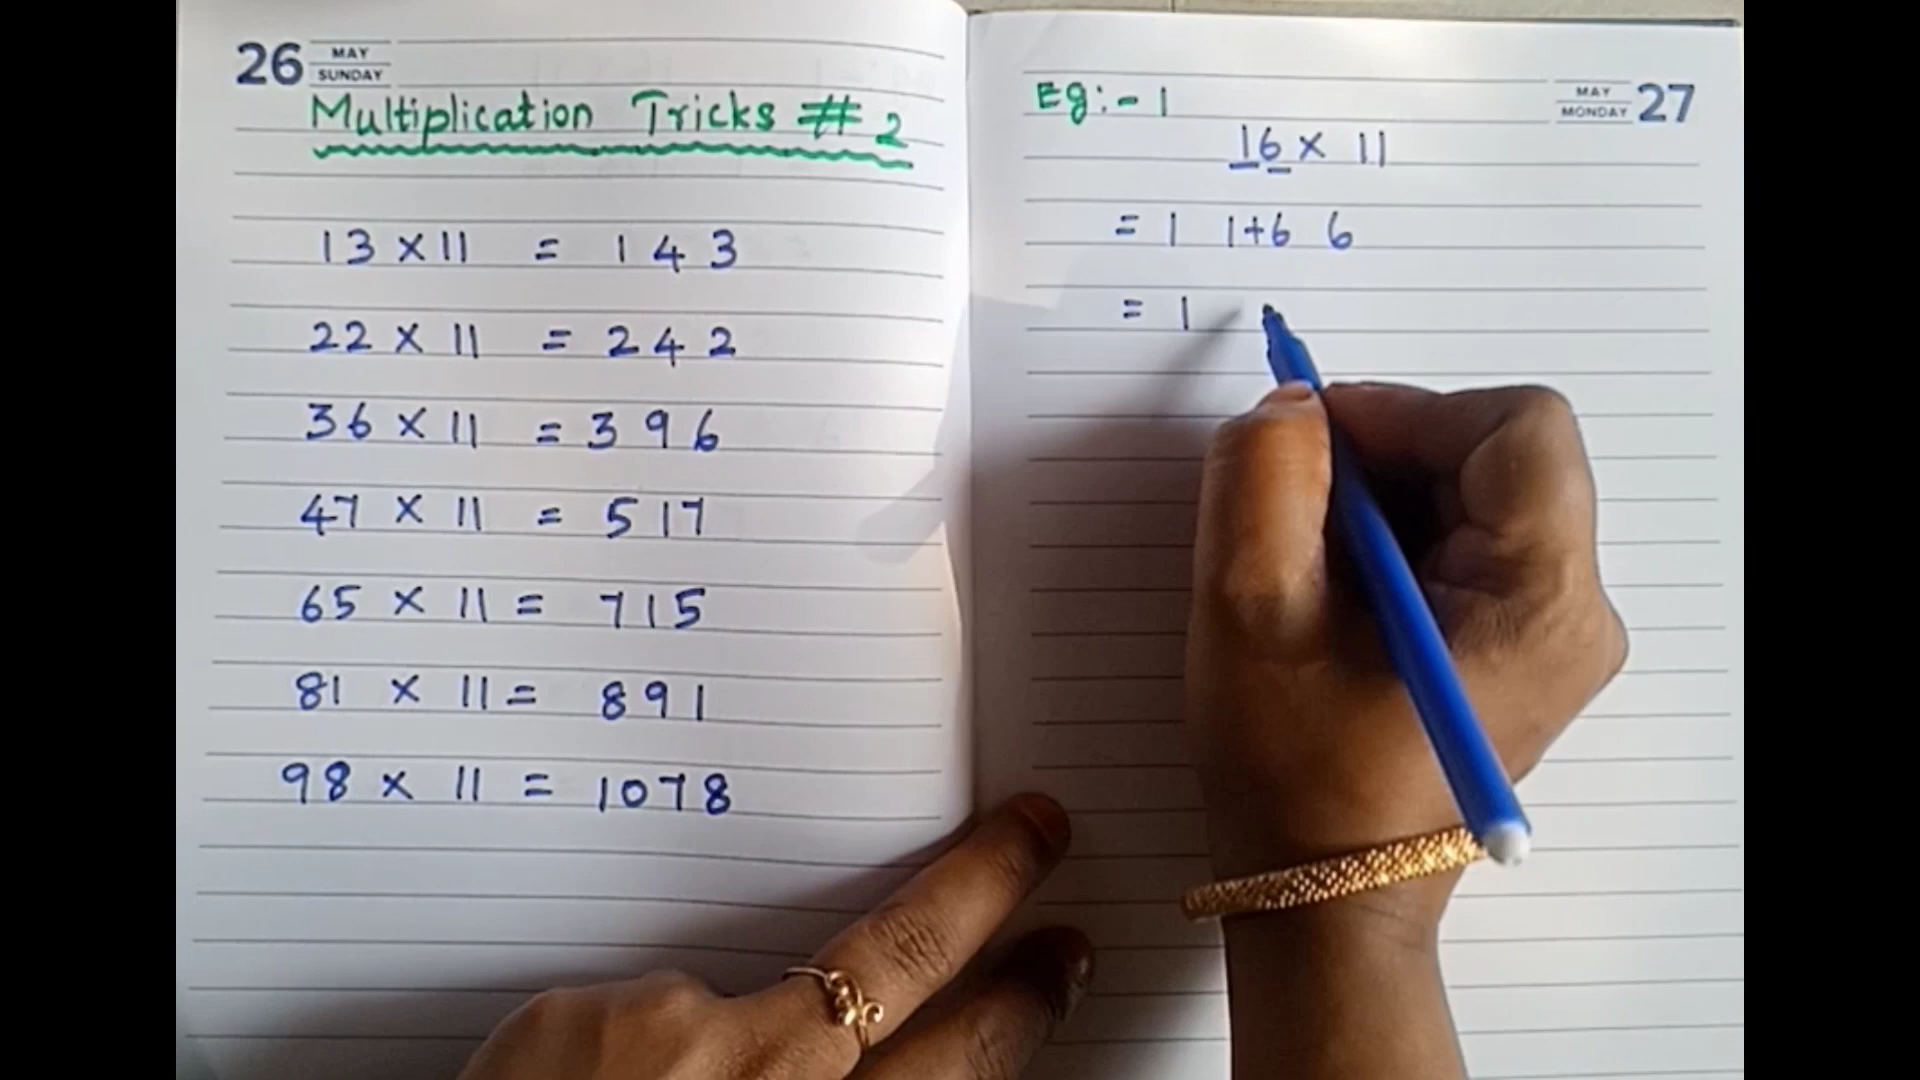 26 MAY
SUNDAY
Multiplication Tricks # 2
13 × 11 = 143
22 × 11 = 242
36 × 11 = 396
47 × 11 = 517
65 × 11 = 715
81 × 11 = 891
98 × 11 = 1078
Eg:- 1
MAY
MONDAY 27
16 × 11
= 1 1+6 6
= 1